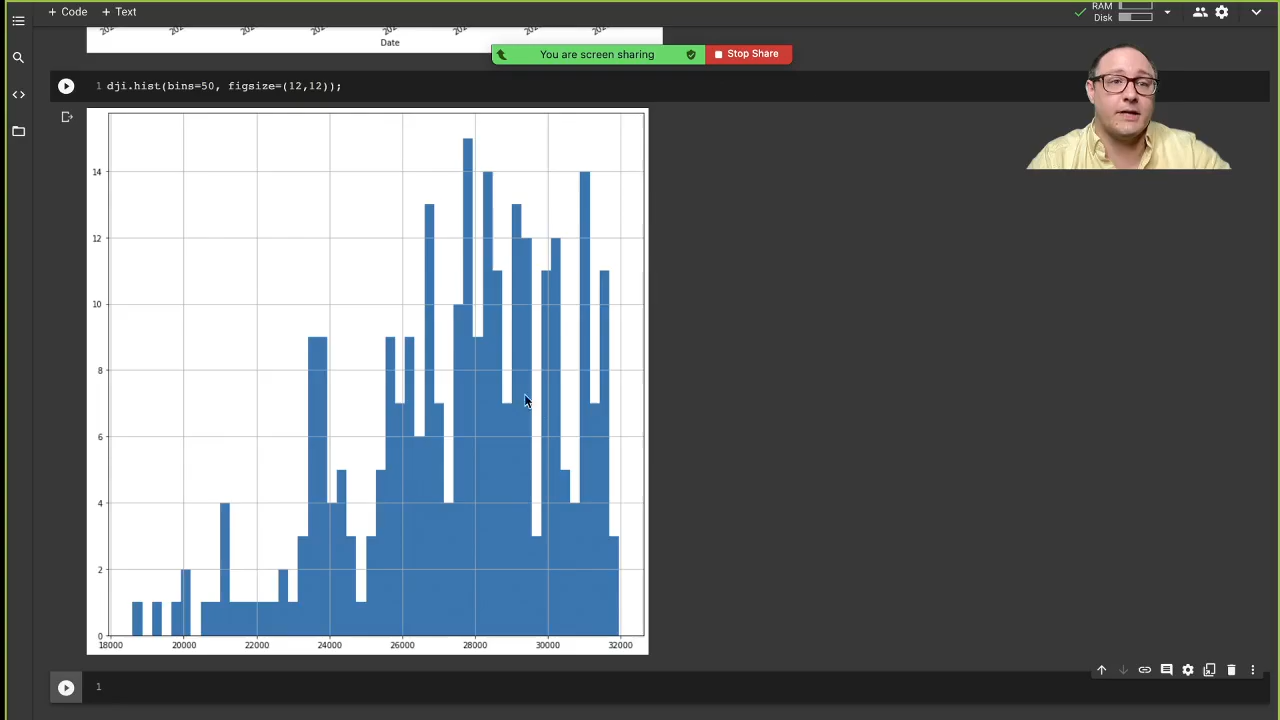 + Code + Text
RAM
Disk
Date
You are screen sharing
Stop Share
1 dji.hist(bins=50, figsize=(12,12));
14
12
10
8
6
4
2
0
18000 20000 22000 24000 26000 28000 30000 32000
1